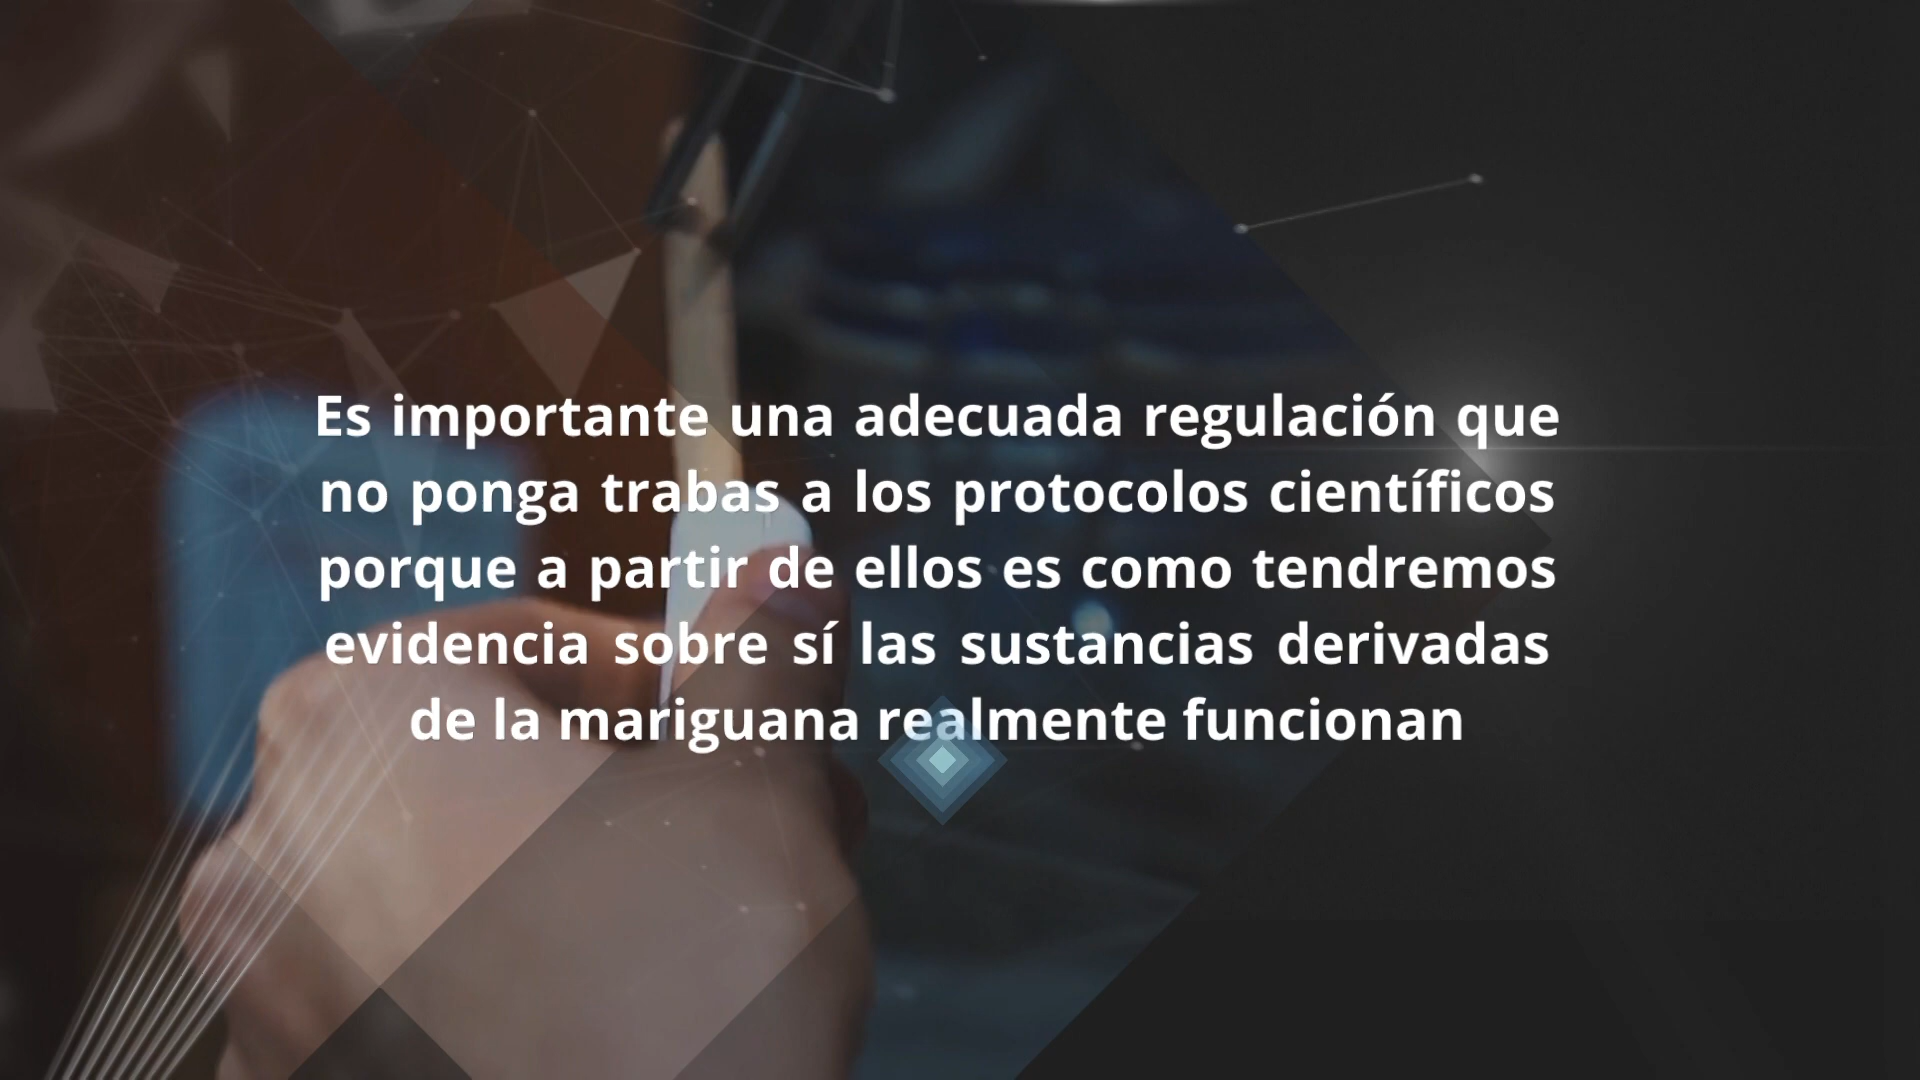 Es importante una adecuada regulación que
no ponga trabas a los protocolos científicos
porque a partir de ellos es como tendremos
evidencia sobre sí las sustancias derivadas
de la mariguana realmente funcionan